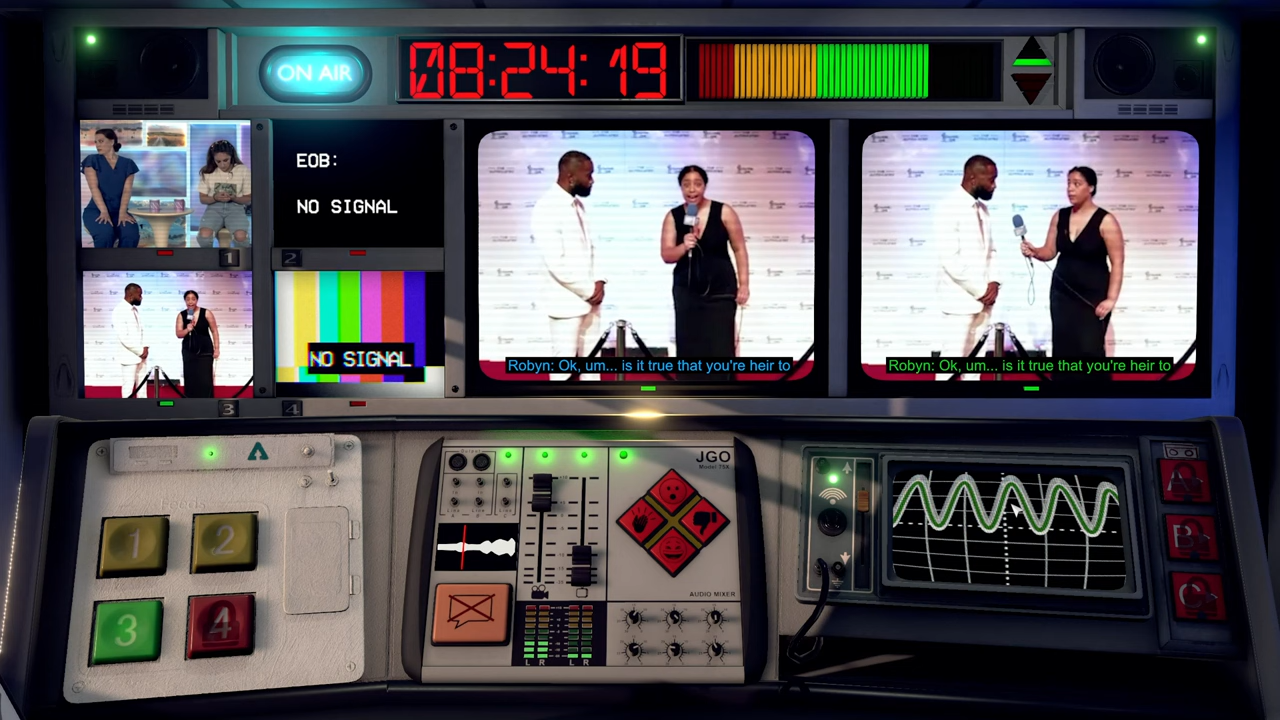 ON AIR
08:24:19
EOB:
NO SIGNAL
1
2
NO SIGNAL
3
4
Robyn: Ok, um... is it true that you're heir to
Robyn: Ok, um... is it true that you're heir to
JGO
Model 75X
1
2
3
4
AUDIO MIXER
L R
L R
A
B
C